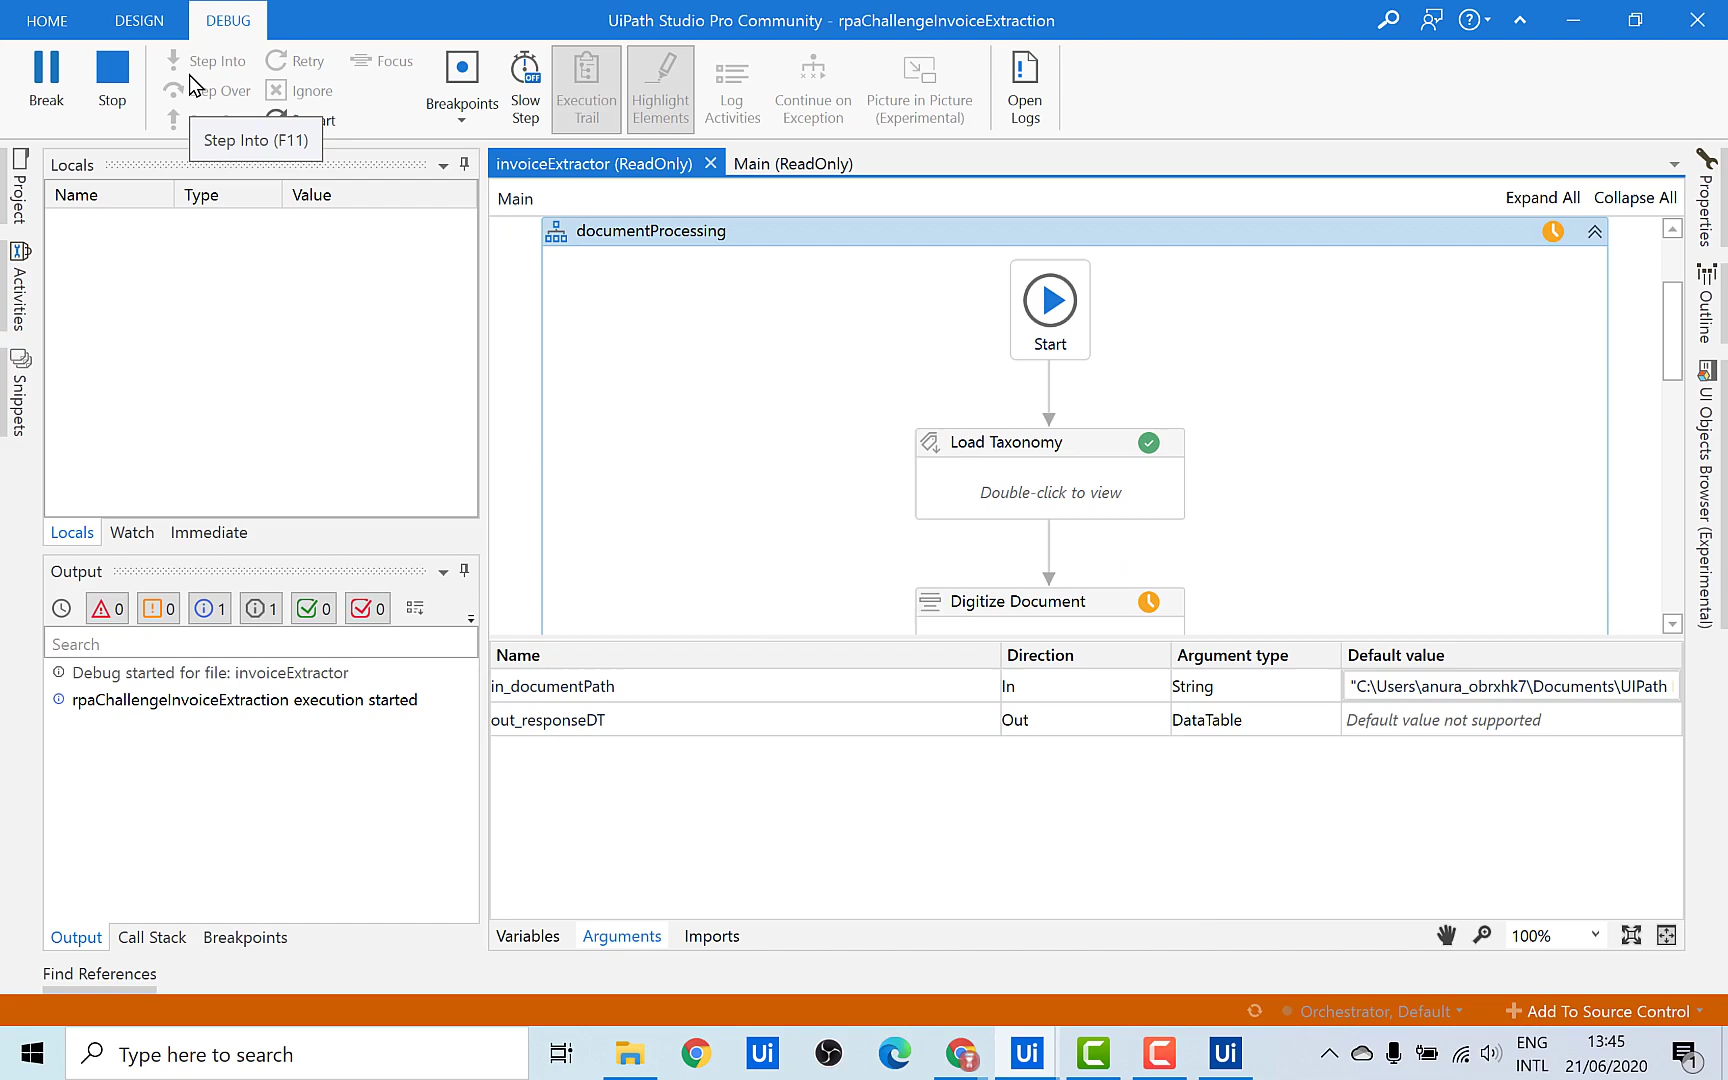 HOME DESIGN DEBUG UiPath Studio Pro Community - rpaChallengeInvoiceExtraction
Break
Stop
Step Into
Retry
Focus
Over
Ignore
Breakpoints
Slow
Step
OFF
Execution
Trail
Highlight
Elements
Log
Activities
Continue on
Exception
Picture in Picture
(Experimental)
Open
Logs
Step Into (F11)
Project
Activities
Snippets
Locals
Name Type Value
Locals Watch Immediate
Output
0 0 1 1 0 0
Search
Debug started for file: invoiceExtractor
rpaChallengeInvoiceExtraction execution started
Output Call Stack Breakpoints
Find References
invoiceExtractor (ReadOnly) Main (ReadOnly)
Main Expand All Collapse All
documentProcessing
Start
Load Taxonomy
Double-click to view
Digitize Document
Name Direction Argument type Default value
in_documentPath In String "C:\Users\anura_obrxhk7\Documents\UIPath
out_responseDT Out DataTable Default value not supported
Variables Arguments Imports 100%
Properties
Outline
UI Objects Browser (Experimental)
Orchestrator, Default Add To Source Control
Type here to search
Ui
Ui
Ui
ENG
INTL
13:45
21/06/2020
1